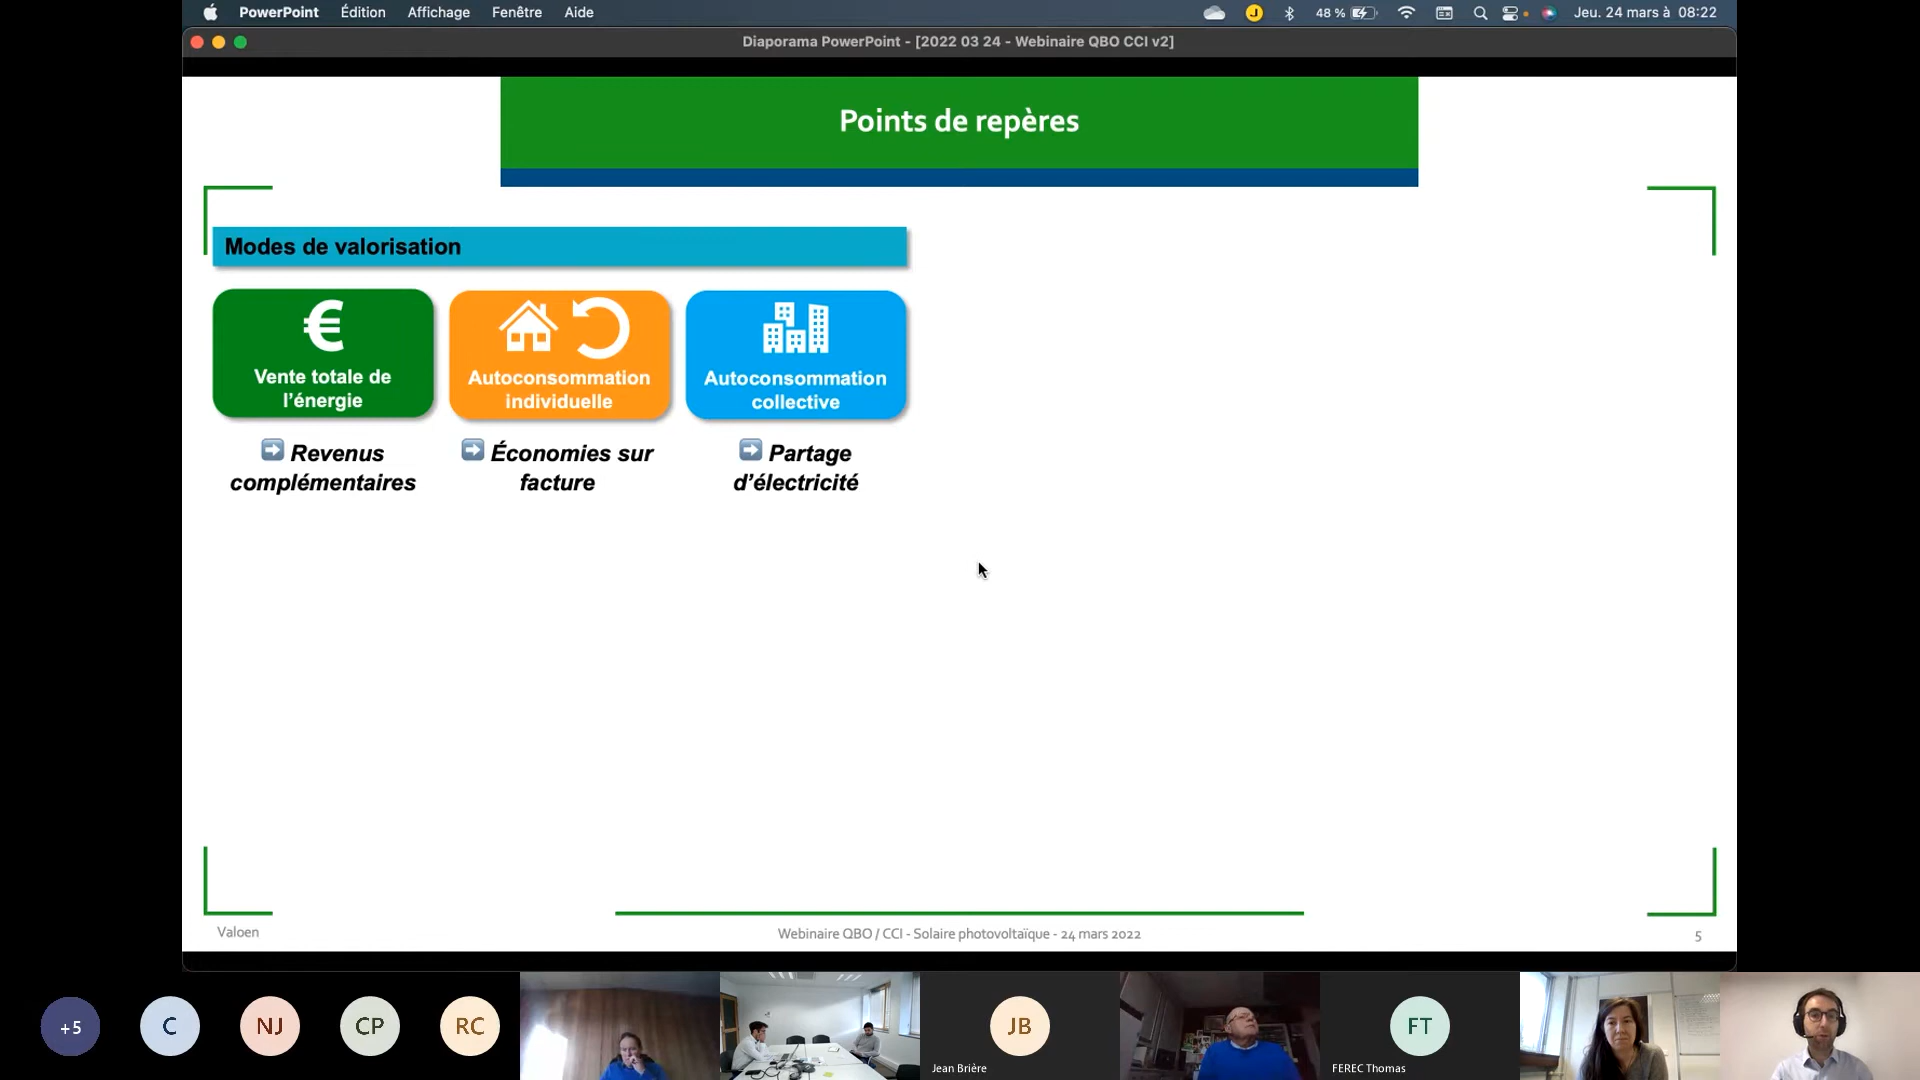 PowerPoint Édition Affichage Fenêtre Aide
J
48 %
Jeu. 24 mars à 08:22
Diaporama PowerPoint - [2022 03 24 - Webinaire QBO CCI v2]
Points de repères
Modes de valorisation
€
Vente totale de
l’énergie
Autoconsommation
individuelle
Autoconsommation
collective
Revenus
complémentaires
Économies sur
facture
Partage
d’électricité
Valoen
Webinaire QBO / CCI - Solaire photovoltaïque - 24 mars 2022
5
+5
C
NJ
CP
RC
JB
Jean Brière
FT
FEREC Thomas